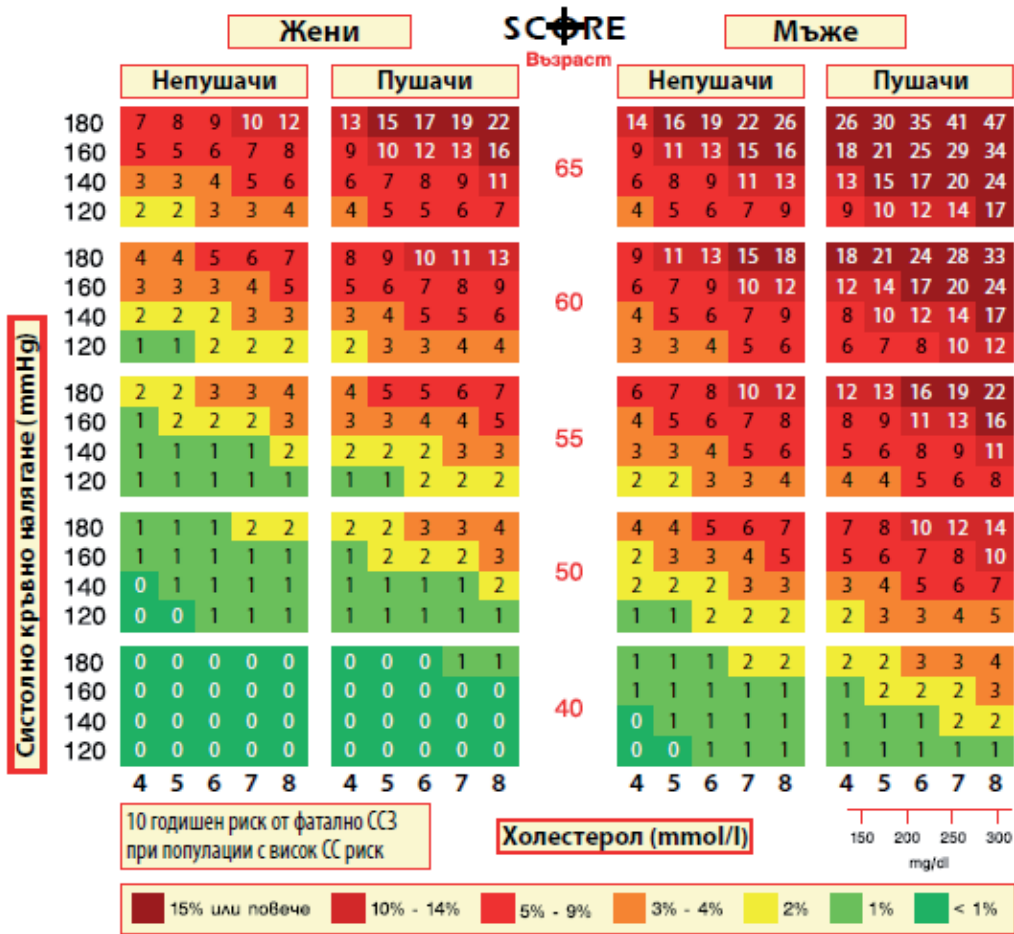 Жени SCORE Мъже
Възраст
Непушачи Пушачи Непушачи Пушачи
180 7 8 9 10 12 13 15 17 19 22 14 16 19 22 26 26 30 35 41 47
160 5 5 6 7 8 9 10 12 13 16 65 9 11 13 15 16 18 21 25 29 34
140 3 3 4 5 6 6 7 8 9 11 6 8 9 11 13 13 15 17 20 24
120 2 2 3 3 4 4 5 5 6 7 4 5 6 7 9 9 10 12 14 17
180 4 4 5 6 7 8 9 10 11 13 9 11 13 15 18 18 21 24 28 33
160 3 3 3 4 5 5 6 7 8 9 60 6 7 9 10 12 12 14 17 20 24
140 2 2 2 3 3 3 4 5 5 6 4 5 6 7 9 8 10 12 14 17
120 1 1 2 2 2 2 3 3 4 4 3 3 4 5 6 6 7 8 10 12
Систолно кръвно налягане (mmHg)
180 2 2 3 3 4 4 5 5 6 7 6 7 8 10 12 12 13 16 19 22
160 1 2 2 2 3 3 3 4 4 5 55 4 5 6 7 8 8 9 11 13 16
140 1 1 1 1 2 2 2 2 3 3 3 3 4 5 6 5 6 8 9 11
120 1 1 1 1 1 1 1 2 2 2 2 2 3 3 4 4 4 5 6 8
180 1 1 1 2 2 2 2 3 3 4 4 4 5 6 7 7 8 10 12 14
160 1 1 1 1 1 1 2 2 2 3 50 2 3 3 4 5 5 6 7 8 10
140 0 1 1 1 1 1 1 1 1 2 2 2 2 3 3 3 4 5 6 7
120 0 0 1 1 1 1 1 1 1 1 1 1 2 2 2 2 3 3 4 5
180 0 0 0 0 0 0 0 0 1 1 1 1 1 2 2 2 2 3 3 4
160 0 0 0 0 0 0 0 0 0 0 40 1 1 1 1 1 1 2 2 2 3
140 0 0 0 0 0 0 0 0 0 0 0 1 1 1 1 1 1 1 2 2
120 0 0 0 0 0 0 0 0 0 0 0 0 1 1 1 1 1 1 1 1
4 5 6 7 8 4 5 6 7 8 4 5 6 7 8 4 5 6 7 8
10 годишен риск от фатално ССЗ
при популации с висок СС риск
Холестерол (mmol/l)
150 200 250 300
mg/dl
15% или повече 10% - 14% 5% - 9% 3% - 4% 2% 1% < 1%